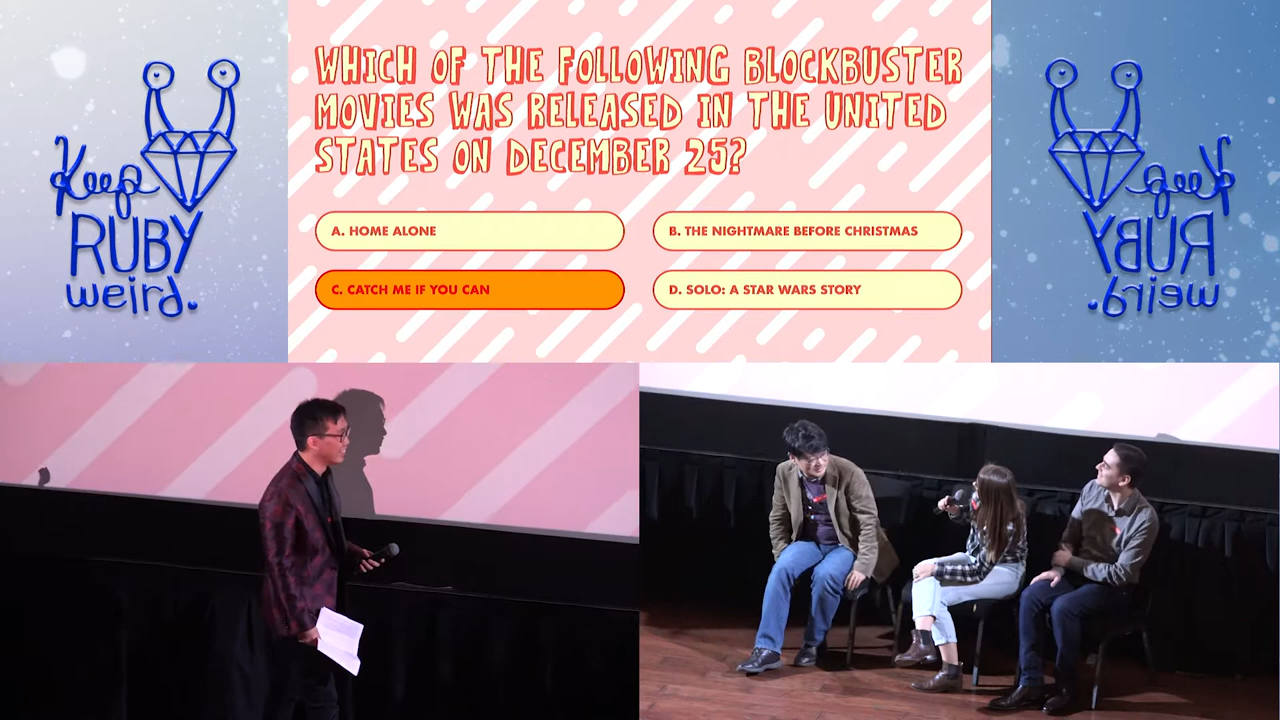 Keep
RUBY
weird.
WHICH OF THE FOLLOWING BLOCKBUSTER
MOVIES WAS RELEASED IN THE UNITED
STATES ON DECEMBER 25?
A. HOME ALONE
B. THE NIGHTMARE BEFORE CHRISTMAS
C. CATCH ME IF YOU CAN
D. SOLO: A STAR WARS STORY
Keep
RUBY
weird.